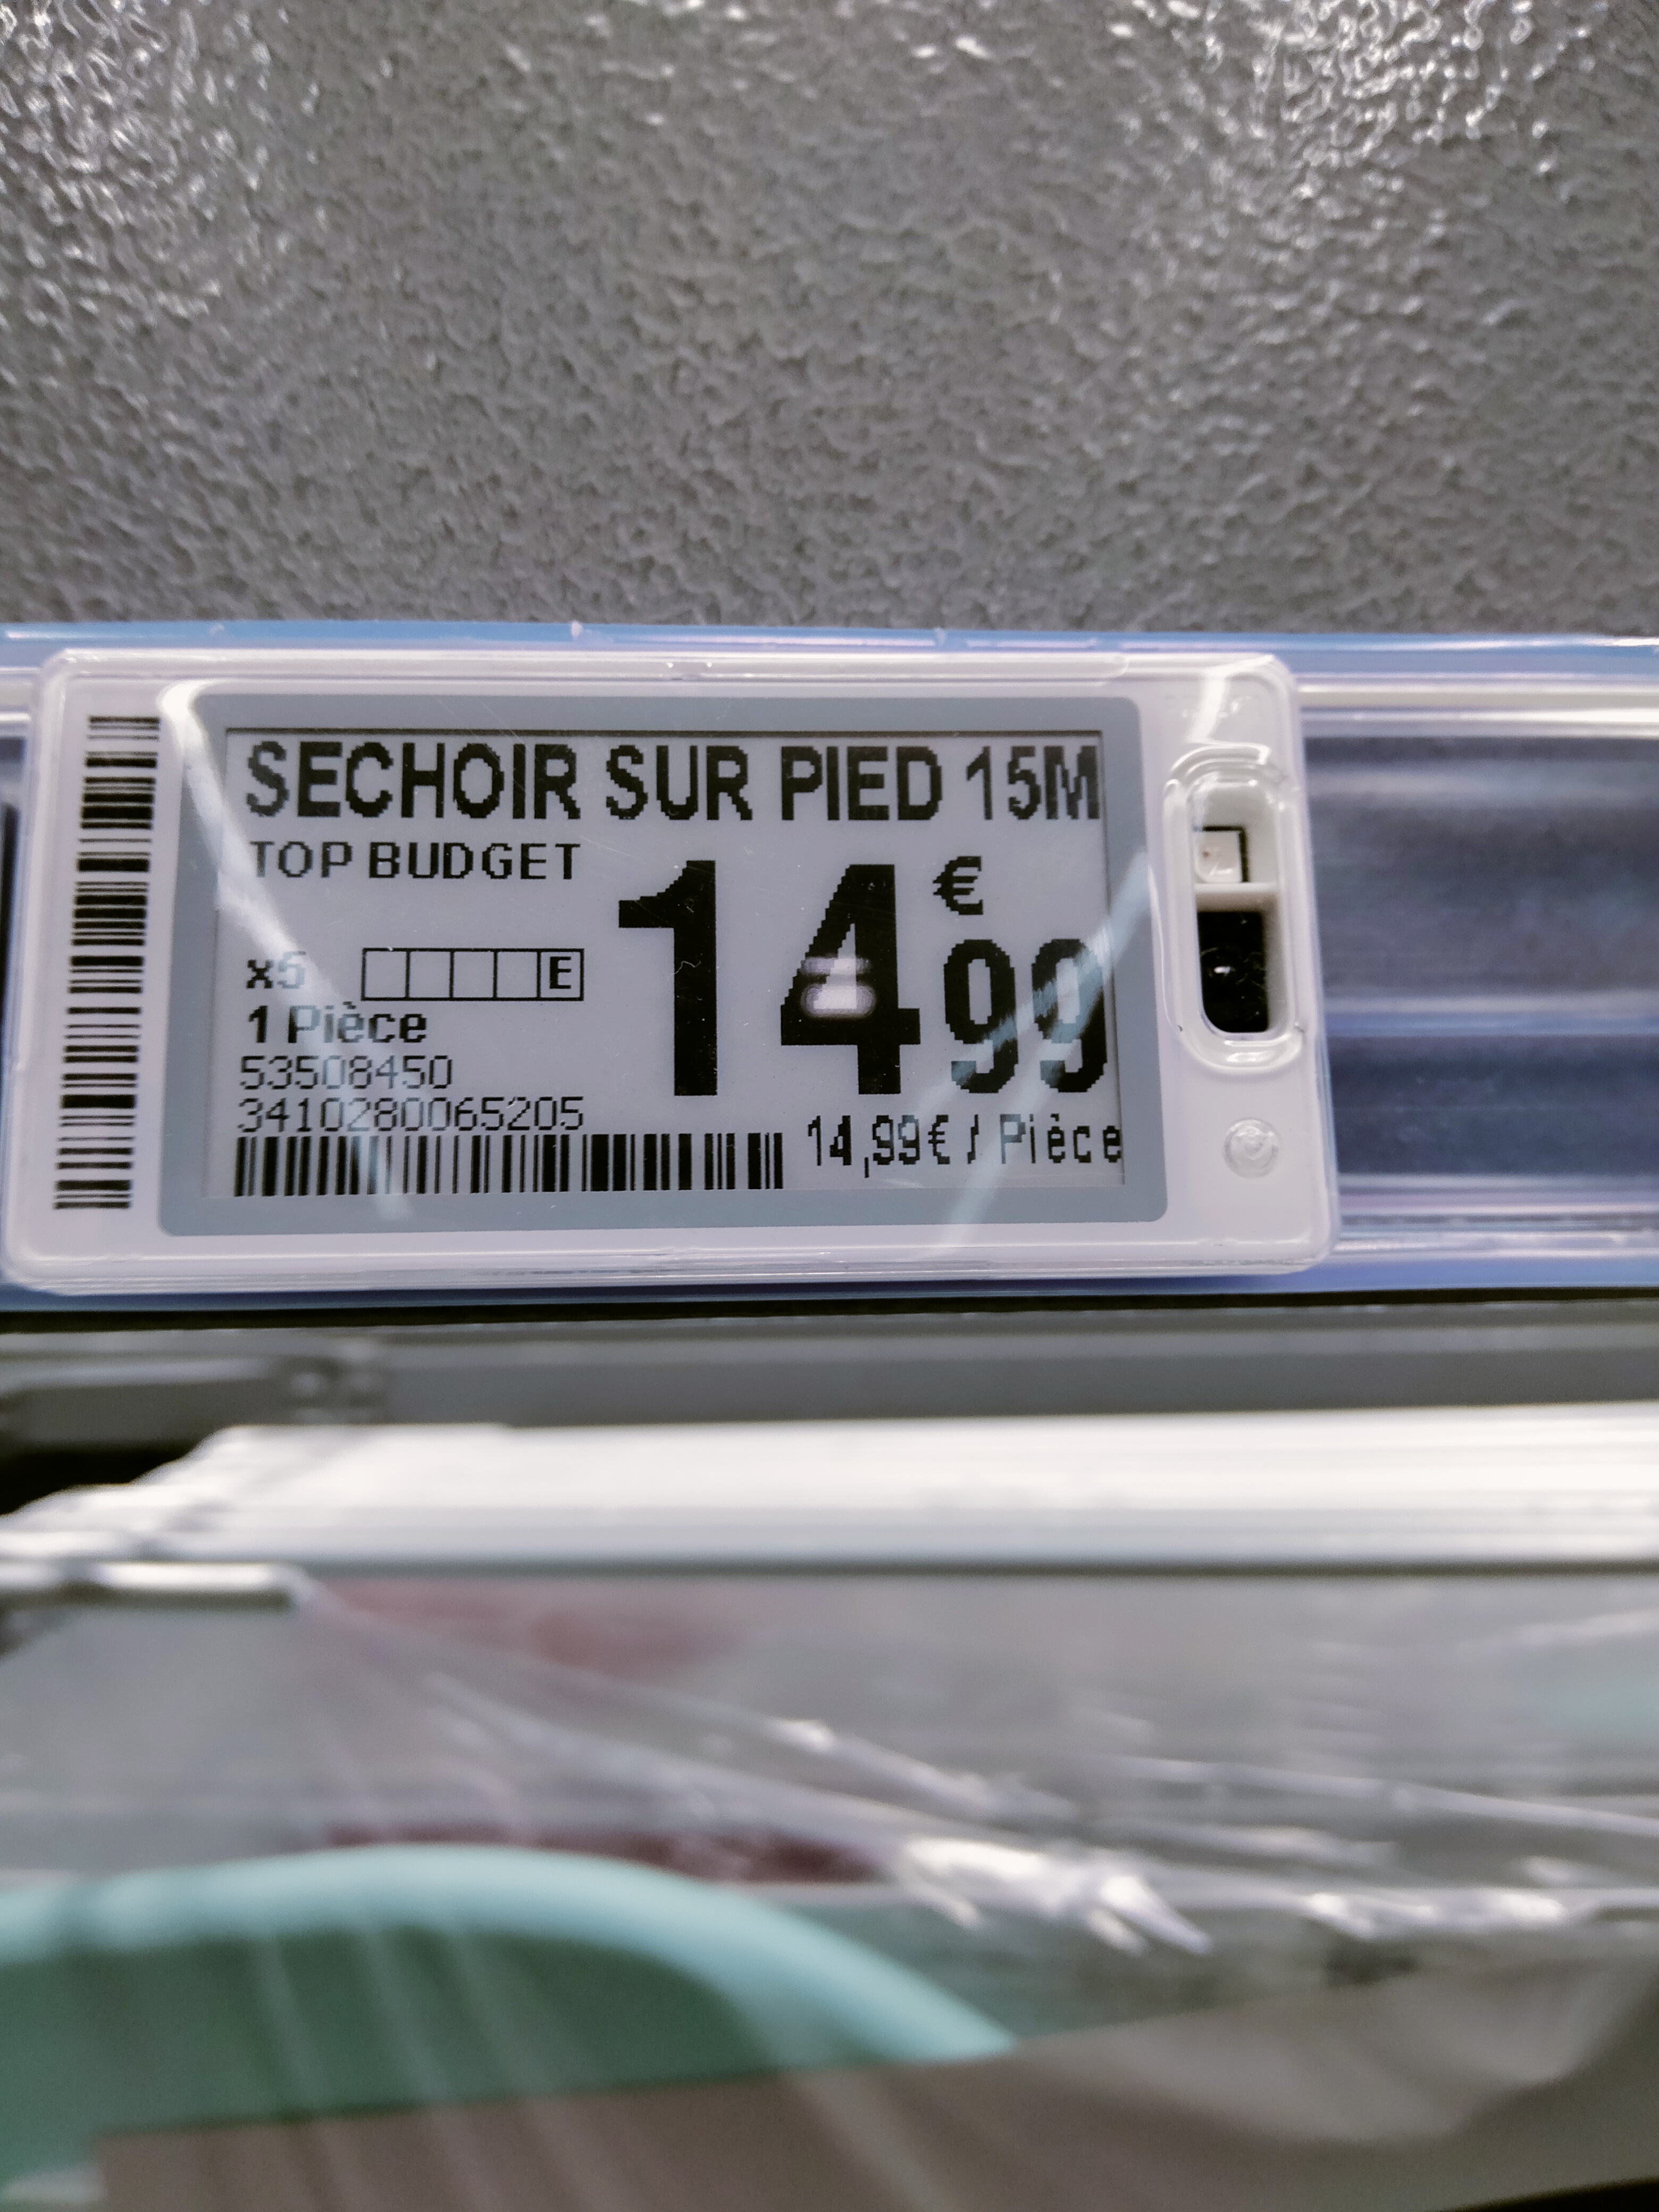 SECHOIR SUR PIED 15M
TOP BUDGET
14€99
x5 E
1 Pièce
53508450
3410280065205
14,99€ / Pièce